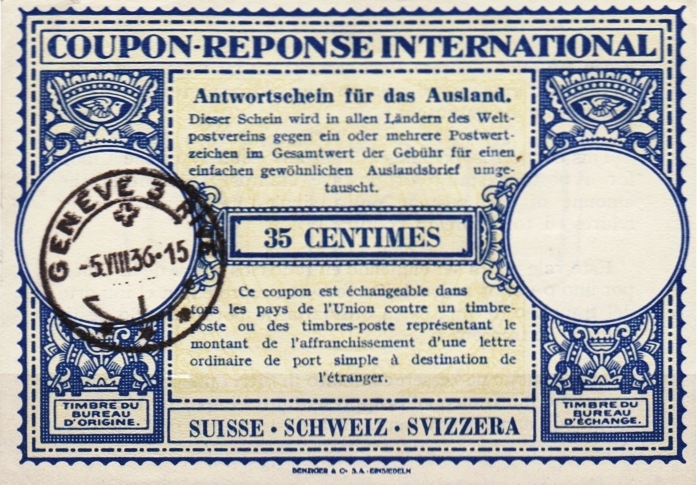 COUPON-REPONSE INTERNATIONAL
Antwortschein für das Ausland.
Dieser Schein wird in allen Ländern des Welt-
postvereins gegen ein oder mehrere Postwert-
zeichen im Gesamtwert der Gebühr für einen
einfachen gewöhnlichen Auslandsbrief umge-
tauscht.
GENÈVE 3 RIVE
-5.VIII.36-15
35 CENTIMES
Ce coupon est échangeable dans
tous les pays de l'Union contre un timbre-
poste ou des timbres-poste représentant le
montant de l'affranchissement d'une lettre
ordinaire de port simple à destination de
l'étranger.
TIMBRE DU
BUREAU
D'ORIGINE.
TIMBRE DU
BUREAU
D'ÉCHANGE.
SUISSE · SCHWEIZ · SVIZZERA
BENZIGER & Co S.A. EINSIEDELN